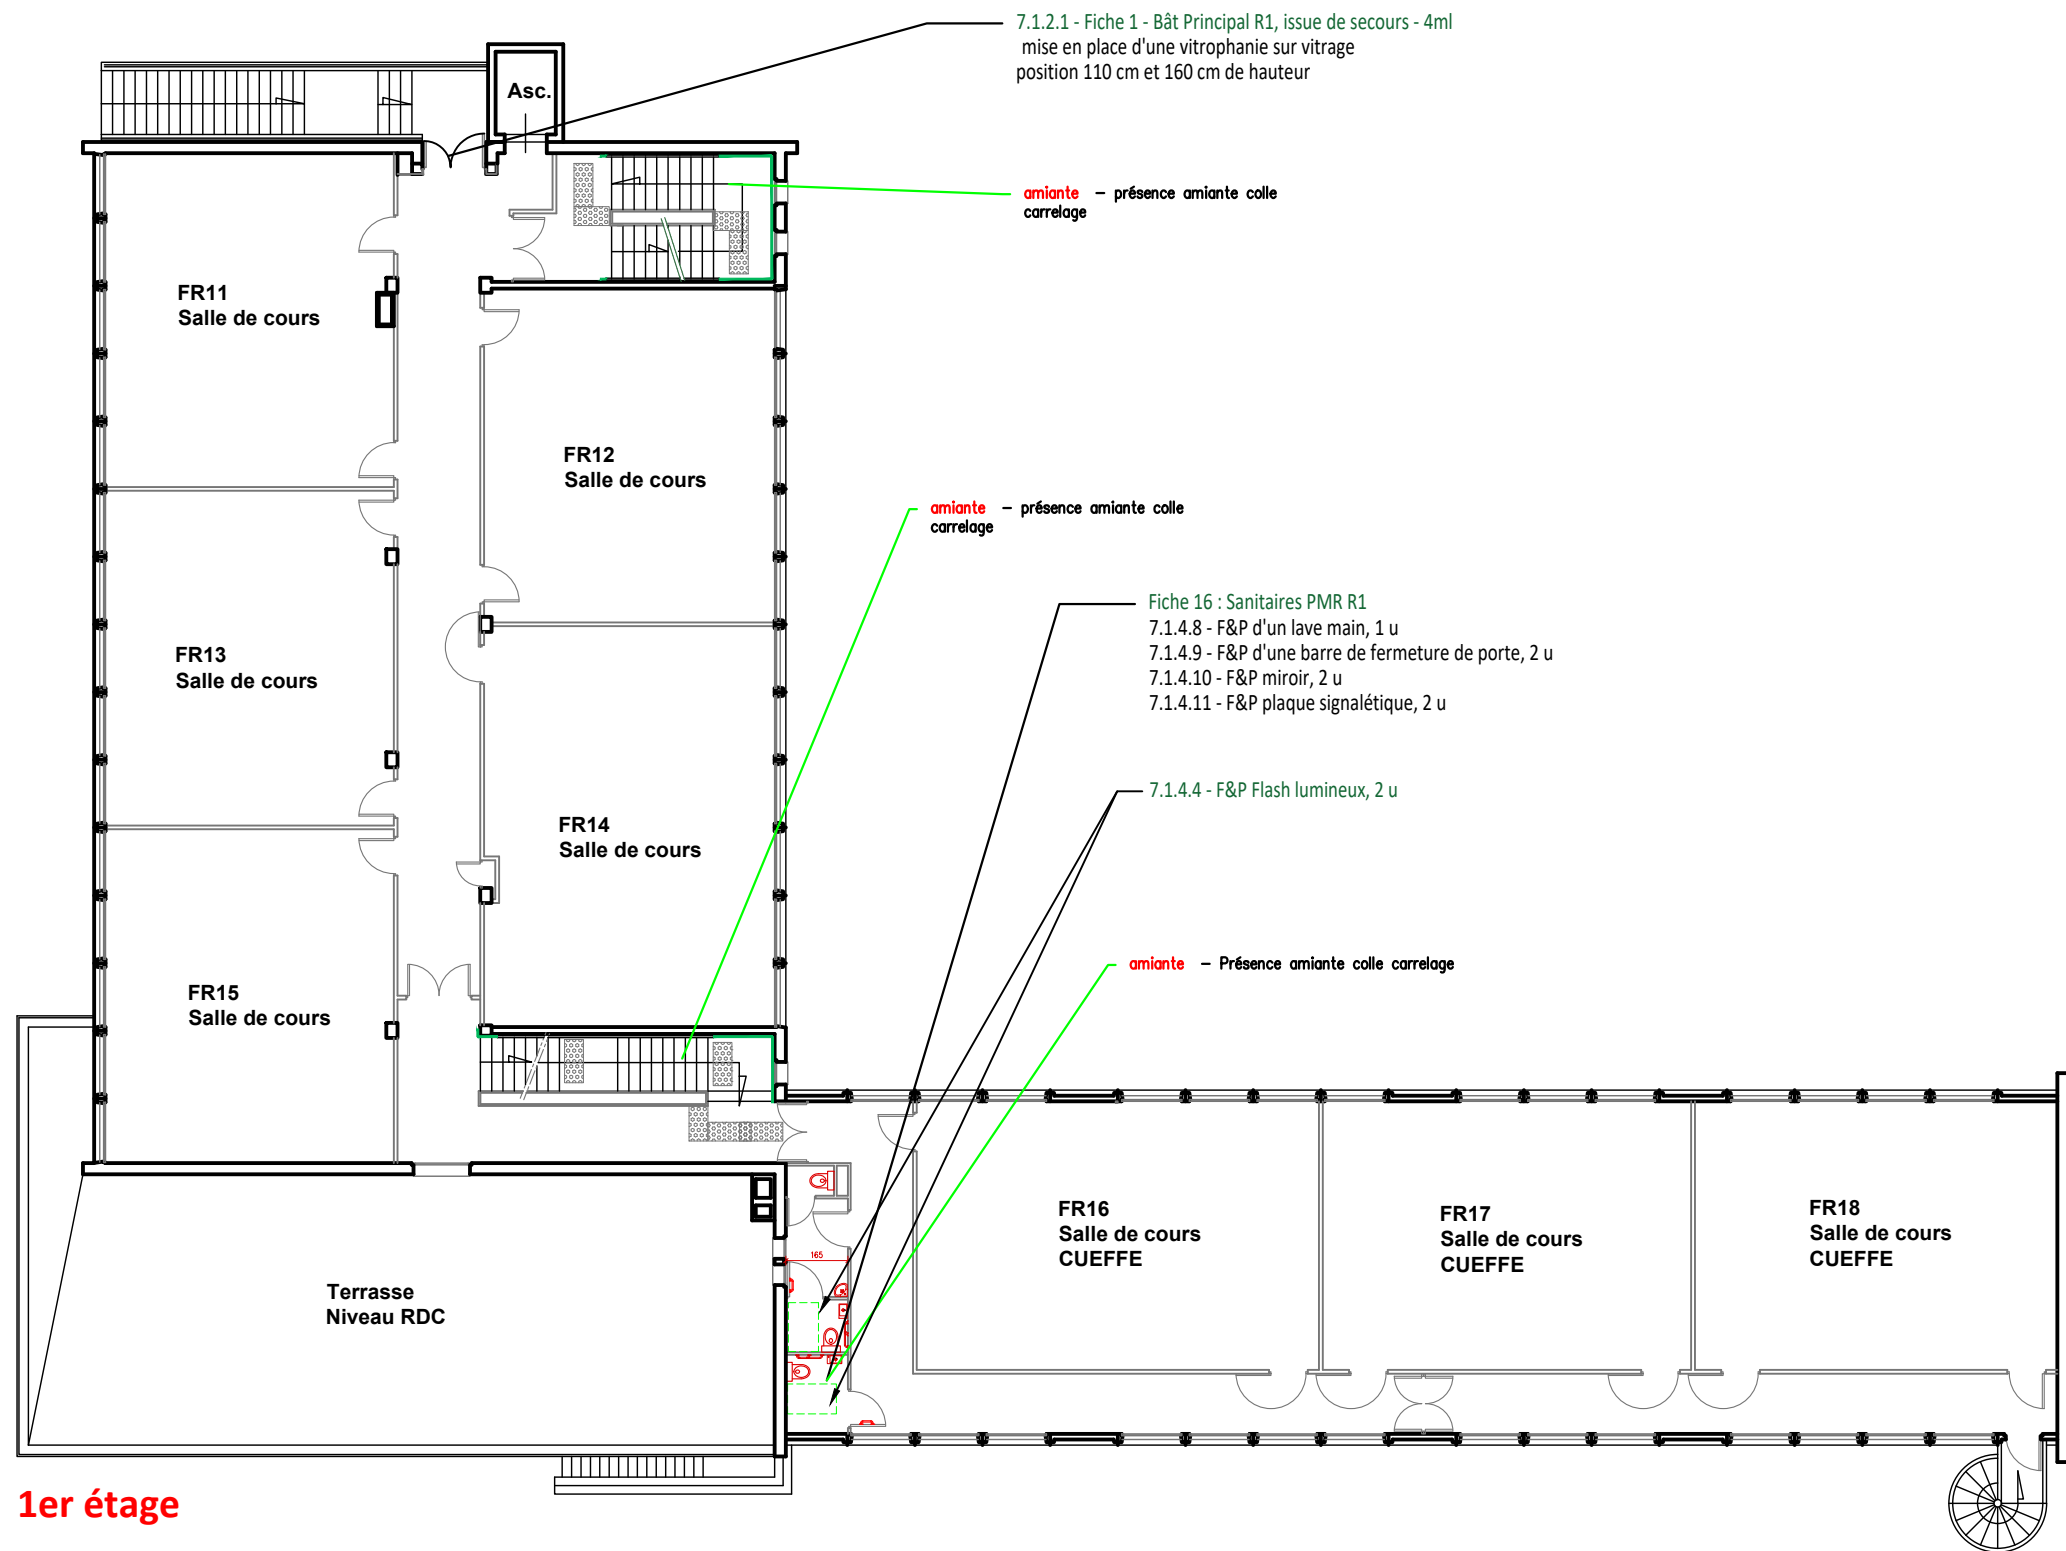 7.1.2.1 - Fiche 1 - Bât Principal R1, issue de secours - 4ml
mise en place d'une vitrophanie sur vitrage
position 110 cm et 160 cm de hauteur
Asc.
amiante – présence amiante colle
carrelage
FR11
Salle de cours
FR12
Salle de cours
amiante – présence amiante colle
carrelage
Fiche 16 : Sanitaires PMR R1
7.1.4.8 - F&P d'un lave main, 1 u
7.1.4.9 - F&P d'une barre de fermeture de porte, 2 u
7.1.4.10 - F&P miroir, 2 u
7.1.4.11 - F&P plaque signalétique, 2 u
FR13
Salle de cours
7.1.4.4 - F&P Flash lumineux, 2 u
FR14
Salle de cours
amiante – Présence amiante colle carrelage
FR15
Salle de cours
FR16
Salle de cours
CUEFFE
FR17
Salle de cours
CUEFFE
FR18
Salle de cours
CUEFFE
165
Terrasse
Niveau RDC
1er étage